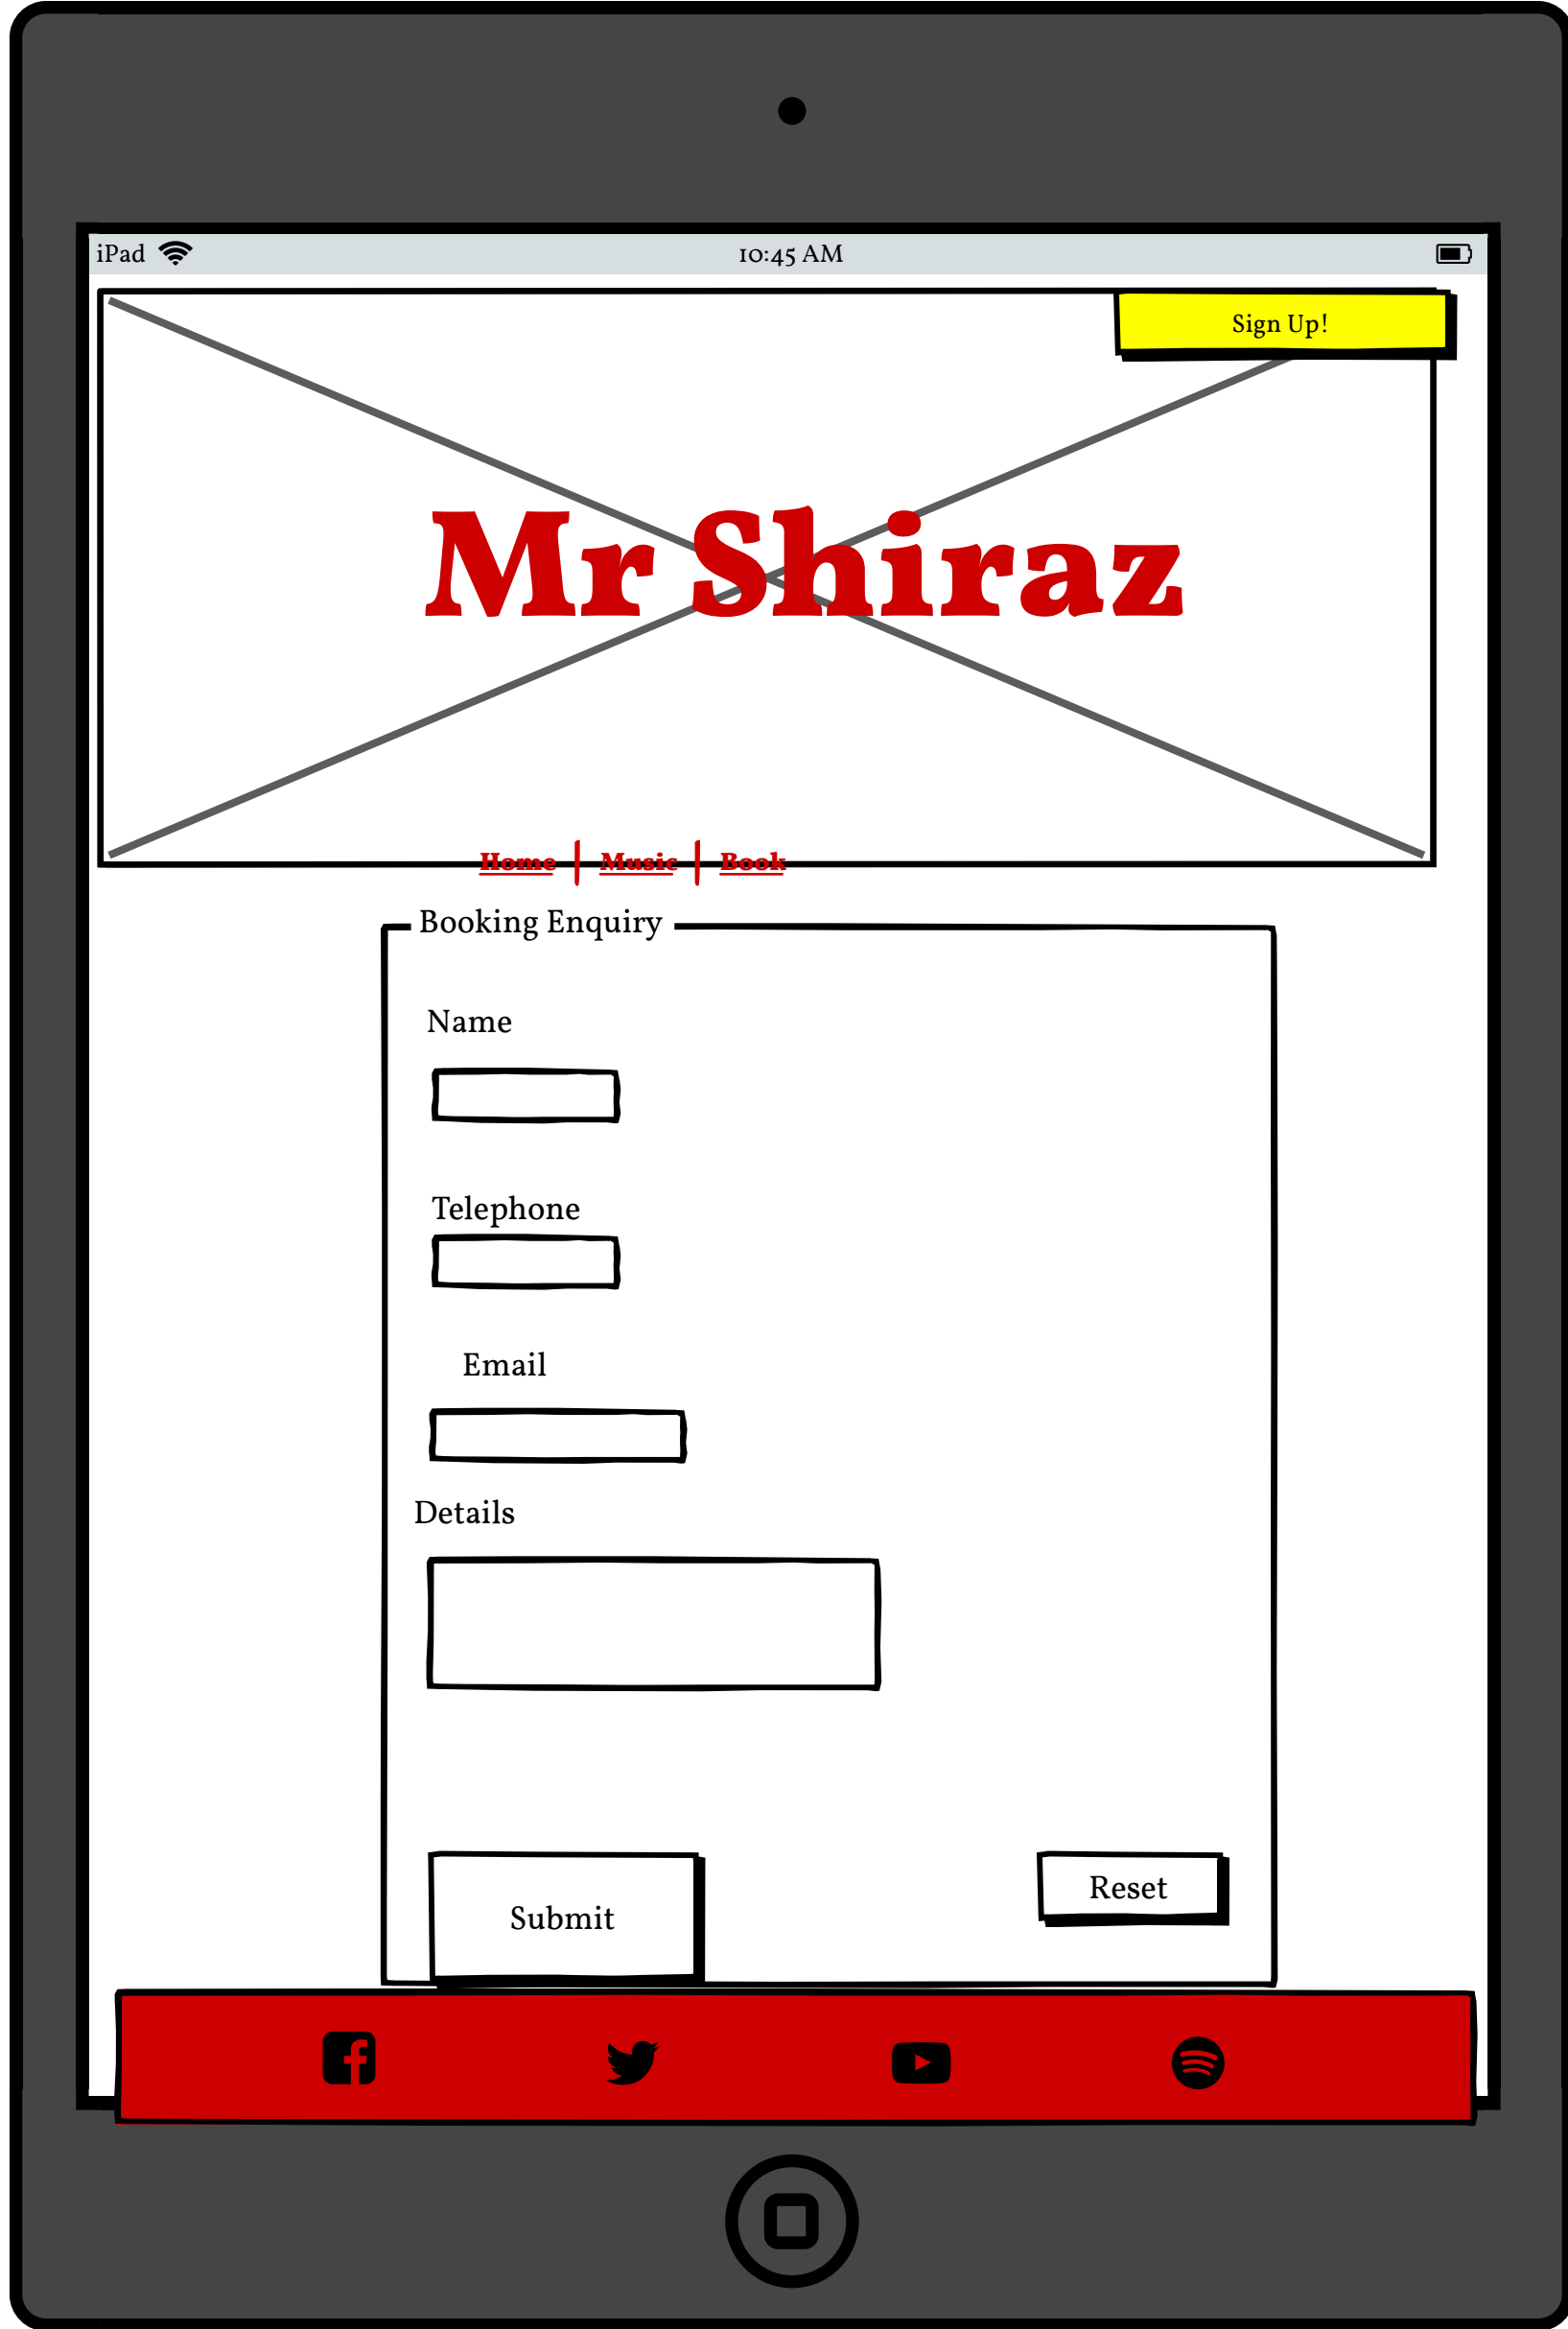 iPad 10:45 AM
Sign Up!
Mr Shiraz
Home | Music | Book
Booking Enquiry
Name
Telephone
Email
Details
Submit
Reset